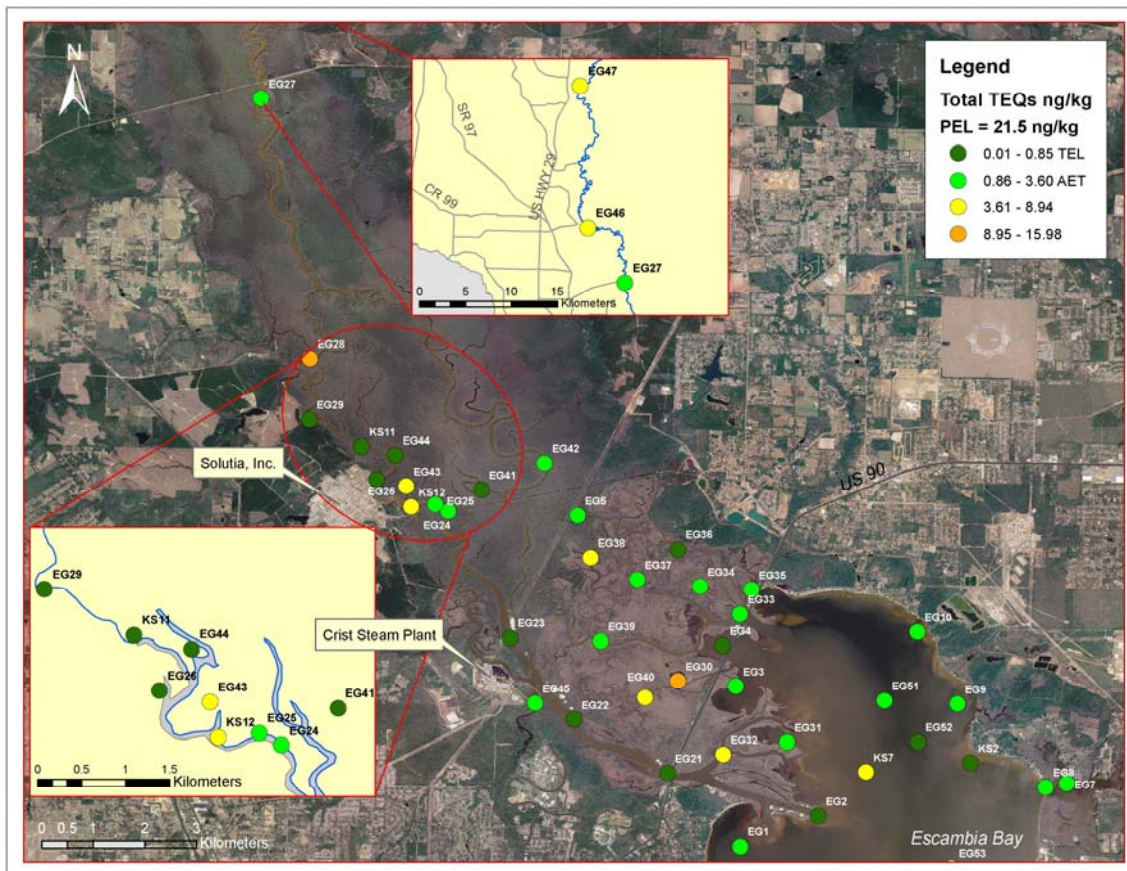 N
EG27
EG47
SR 97
US HWY 29
CR 99
EG46
EG27
0 5 10 15
Kilometers
Legend
Total TEQs ng/kg
PEL = 21.5 ng/kg
0.01 - 0.85 TEL
0.86 - 3.60 AET
3.61 - 8.94
8.95 - 15.98
EG28
EG29
KS11
EG44
Solutia, Inc.
EG43
EG26
KS12
EG25
EG24
EG41
EG42
US 90
EG5
EG38
EG36
EG37
EG34
EG35
EG33
EG10
EG29
KS11
EG44
EG26
EG43
KS12
EG25
EG24
EG41
0 0.5 1 1.5
Kilometers
Crist Steam Plant
EG23
EG39
EG4
EG30
EG3
EG40
EG45
EG22
EG51
EG9
EG52
EG31
EG32
KS7
KS2
EG21
EG8
EG7
EG2
EG1
Escambia Bay
EG53
0 0.5 1 2 3
Kilometers